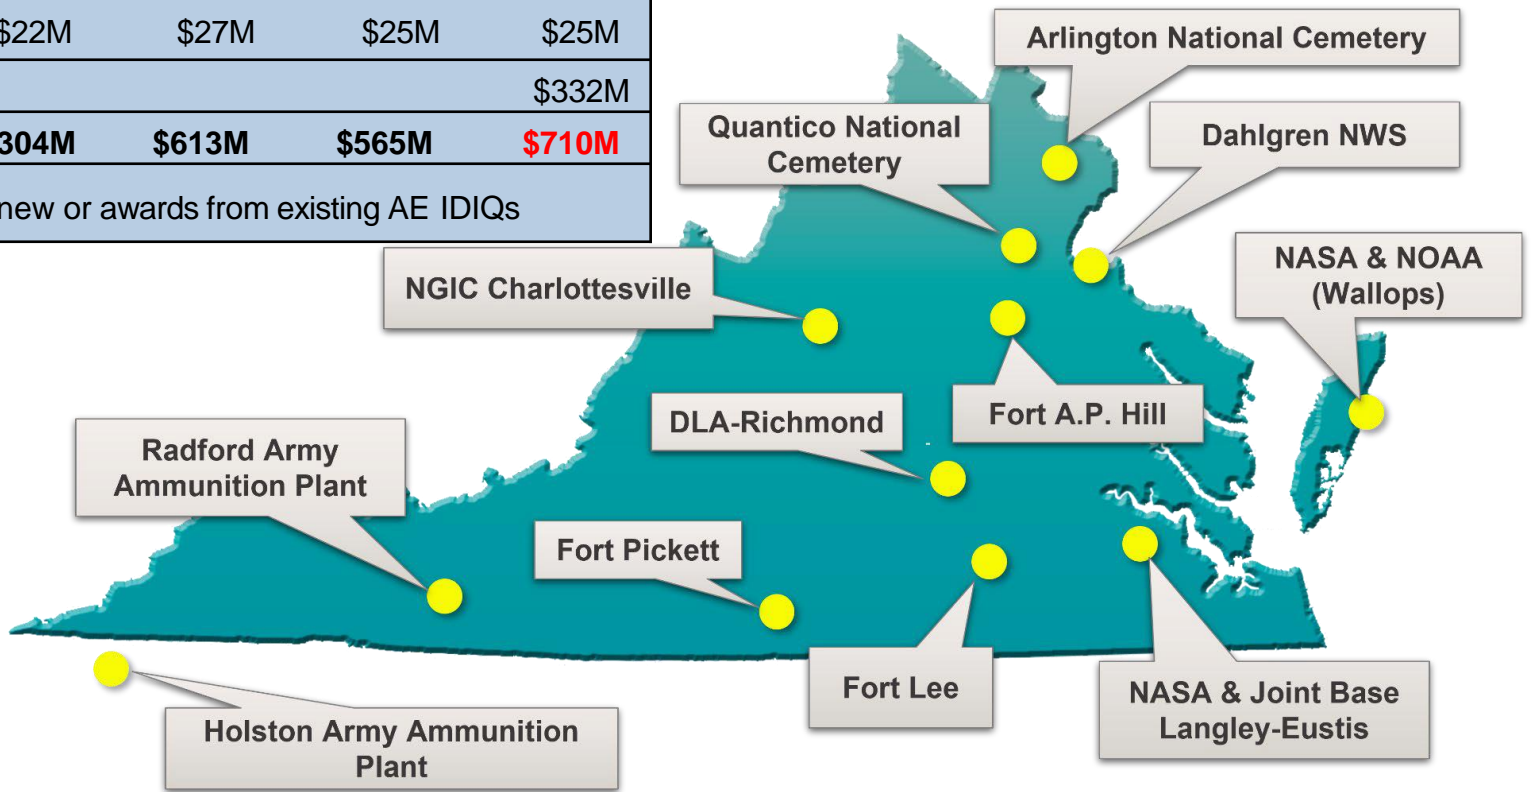 $22M $27M $25M $25M
$332M
304M $613M $565M $710M
new or awards from existing AE IDIQs
Arlington National Cemetery
Quantico National
Cemetery
Dahlgren NWS
NGIC Charlottesville
NASA & NOAA
(Wallops)
DLA-Richmond
Fort A.P. Hill
Radford Army
Ammunition Plant
Fort Pickett
Fort Lee
NASA & Joint Base
Langley-Eustis
Holston Army Ammunition
Plant